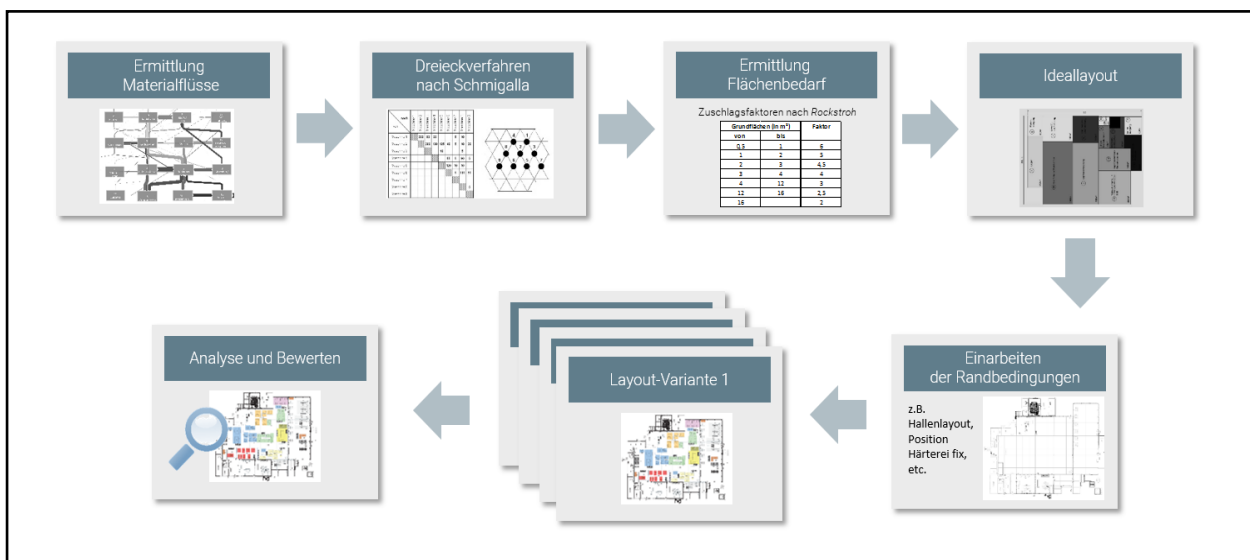 Ermittlung
Materialflüsse
Dreieckverfahren
nach Schmigalla
Ermittlung
Flächenbedarf
Zuschlagsfaktoren nach Rockstroh
Grundflächen (in m²) Faktor
von bis
0,5 1 6
1 2 5
2 3 4,5
3 4 4
4 12 3
12 16 2,5
16 2
Ideallayout
Analyse und Bewerten
Layout-Variante 1
Einarbeiten
der Randbedingungen
z.B.
Hallenlayout,
Position
Härterei fix,
etc.